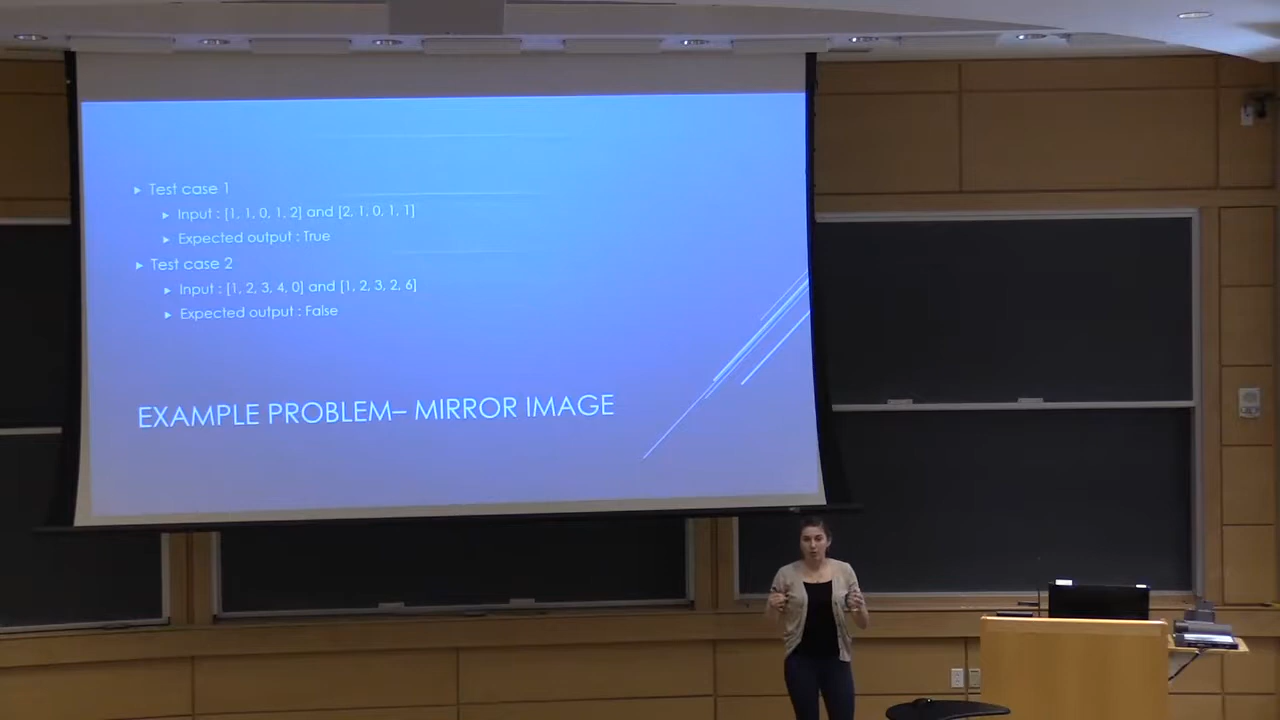 Test case 1
Input : [1, 1, 0, 1, 2] and [2, 1, 0, 1, 1]
Expected output : True
Test case 2
Input : [1, 2, 3, 4, 0] and [1, 2, 3, 2, 6]
Expected output : False
EXAMPLE PROBLEM– MIRROR IMAGE